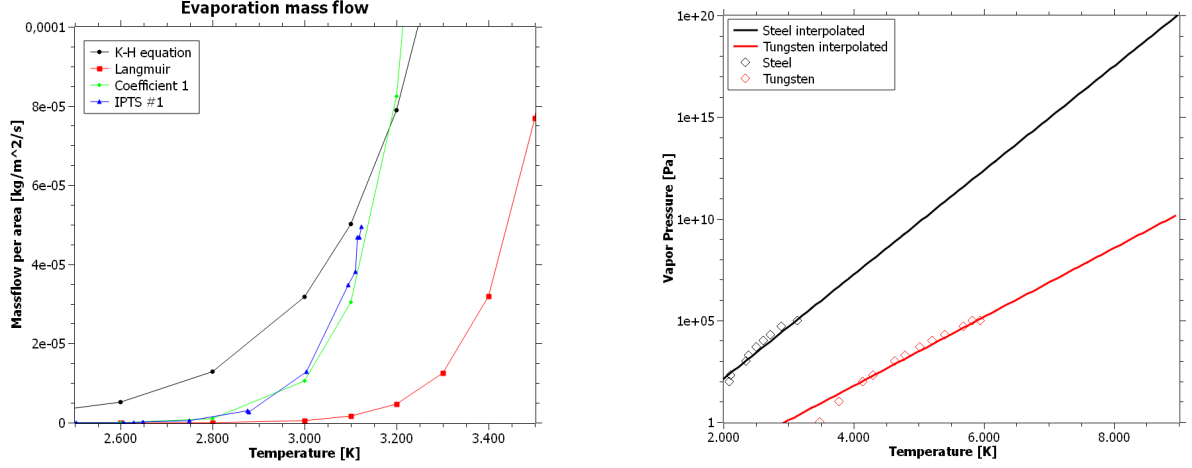 Evaporation mass flow
0,0001
8e-05
6e-05
4e-05
2e-05
0
Massflow per area [kg/m^2/s]
K-H equation
Langmuir
Coefficient 1
IPTS #1
2.600 2.800 3.000 3.200 3.400
Temperature [K]
1e+20
1e+15
1e+10
1e+05
1
Vapor Pressure [Pa]
Steel interpolated
Tungsten interpolated
Steel
Tungsten
2.000 4.000 6.000 8.000
Temperature [K]